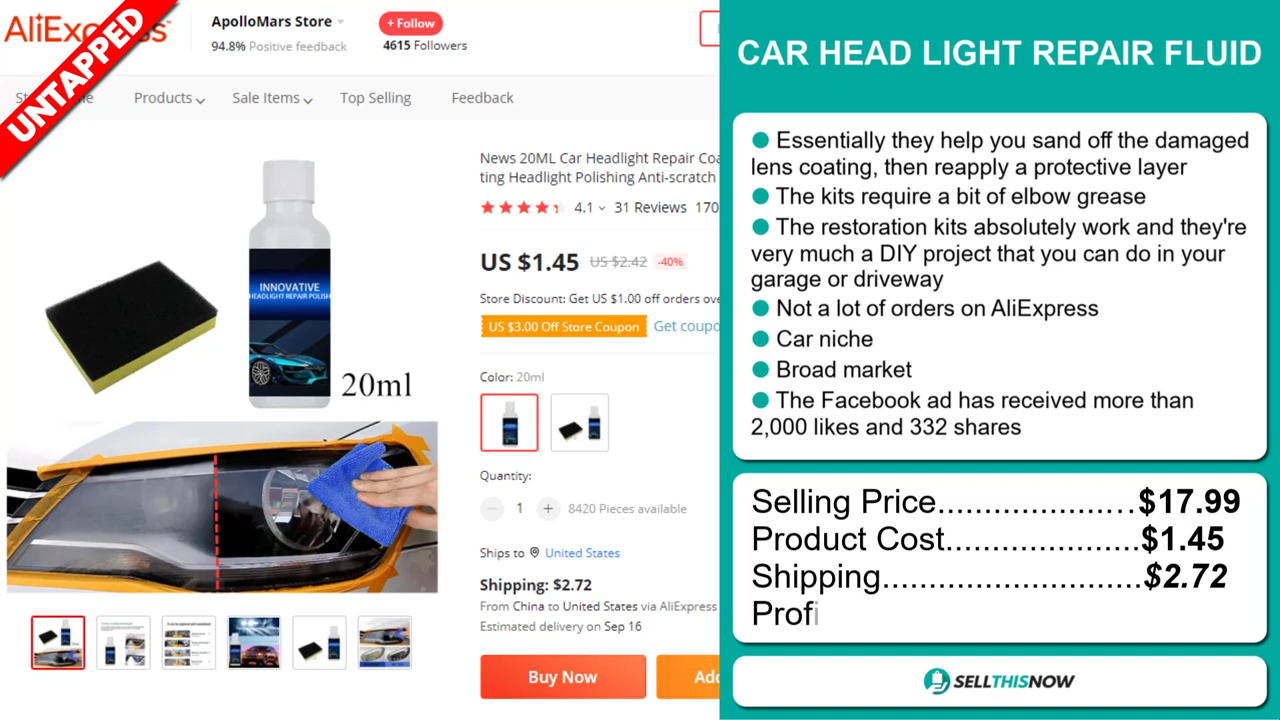 AliExpress
UNTAPPED
ApolloMars Store
+ Follow
94.8% Positive feedback
4615 Followers
Products
Sale Items
Top Selling
Feedback
News 20ML Car Headlight Repair
ting Headlight Polishing Anti-scratch
4.1
31 Reviews
US $1.45
US $2.42
-40%
Store Discount: Get US $1.00 off orders
US $3.00 Off Store Coupon
Get
Color: 20ml
INNOVATIVE
HEADLIGHT REPAIR POLISH
20ml
Quantity:
1
8420 Pieces available
Ships to
United States
Shipping: $2.72
From China to United States via AliExpress
Estimated delivery on Sep 16
Buy Now
CAR HEAD LIGHT REPAIR FLUID
● Essentially they help you sand off the damaged
lens coating, then reapply a protective layer
● The kits require a bit of elbow grease
● The restoration kits absolutely work and they're
very much a DIY project that you can do in your
garage or driveway
● Not a lot of orders on AliExpress
● Car niche
● Broad market
● The Facebook ad has received more than
2,000 likes and 332 shares
Selling Price.......................$17.99
Product Cost.....................$1.45
Shipping............................$2.72
Profi
SELLTHISNOW